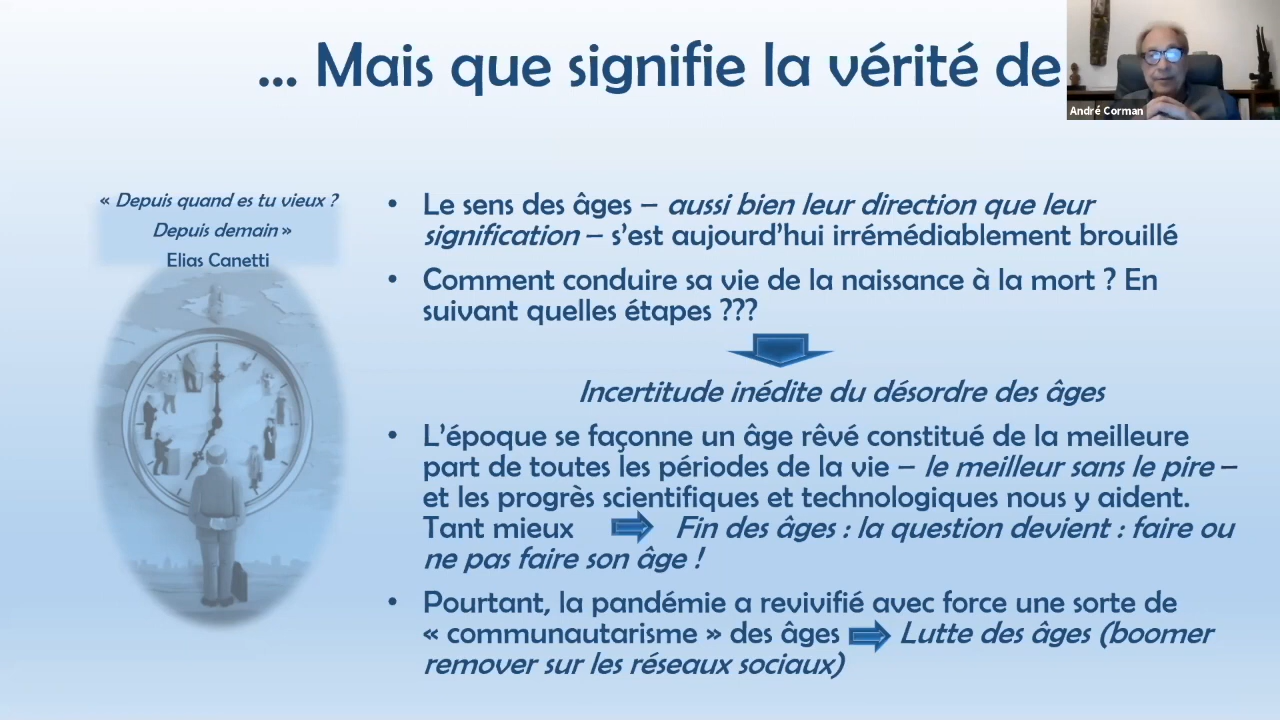 ... Mais que signifie la vérité de
André Corman
« Depuis quand es tu vieux ?
Depuis demain »
Elias Canetti
• Le sens des âges – aussi bien leur direction que leur
signification – s’est aujourd’hui irrémédiablement brouillé
• Comment conduire sa vie de la naissance à la mort ? En
suivant quelles étapes ???
Incertitude inédite du désordre des âges
• L’époque se façonne un âge rêvé constitué de la meilleure
part de toutes les périodes de la vie – le meilleur sans le pire –
et les progrès scientifiques et technologiques nous y aident.
Tant mieux Fin des âges : la question devient : faire ou
ne pas faire son âge !
• Pourtant, la pandémie a revivifié avec force une sorte de
« communautarisme » des âges Lutte des âges (boomer
remover sur les réseaux sociaux)